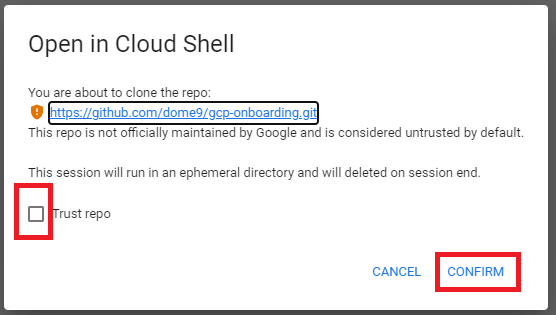 Open in Cloud Shell
You are about to clone the repo:
https://github.com/dome9/gcp-onboarding.git
This repo is not officially maintained by Google and is considered untrusted by default.
This session will run in an ephemeral directory and will deleted on session end.
Trust repo
CANCEL CONFIRM